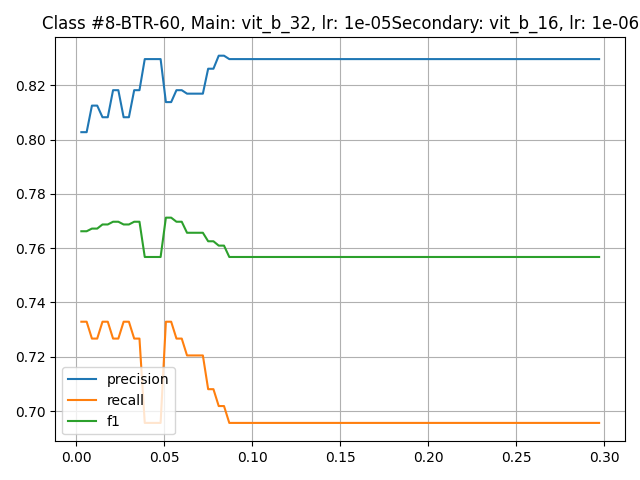 Class #8-BTR-60, Main: vit_b_32, lr: 1e-05Secondary: vit_b_16, lr: 1e-06
0.82
0.80
0.78
0.76
0.74
0.72
0.70
precision
recall
f1
0.00 0.05 0.10 0.15 0.20 0.25 0.30